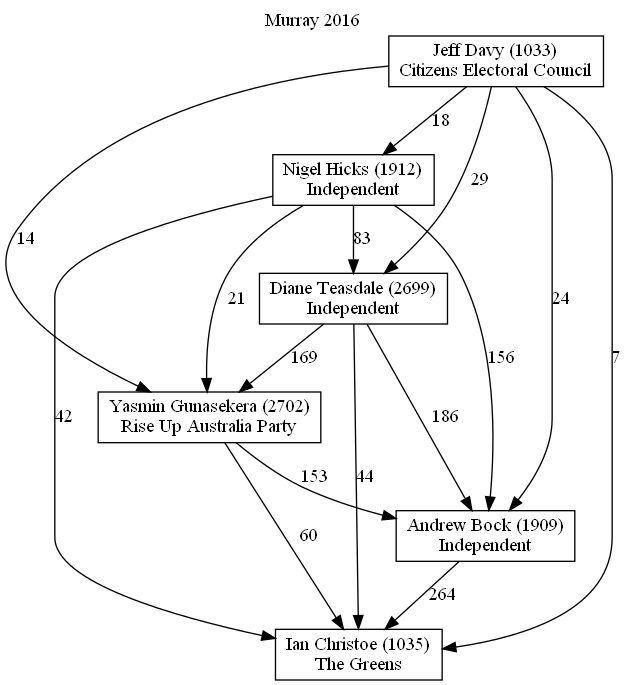 Murray 2016
Jeff Davy (1033)
Citizens Electoral Council
18
Nigel Hicks (1912)
Independent
29
14
83
21
24
Diane Teasdale (2699)
Independent
169
156
7
Yasmin Gunasekera (2702)
Rise Up Australia Party
42
186
153
44
Andrew Bock (1909)
Independent
60
264
Ian Christoe (1035)
The Greens